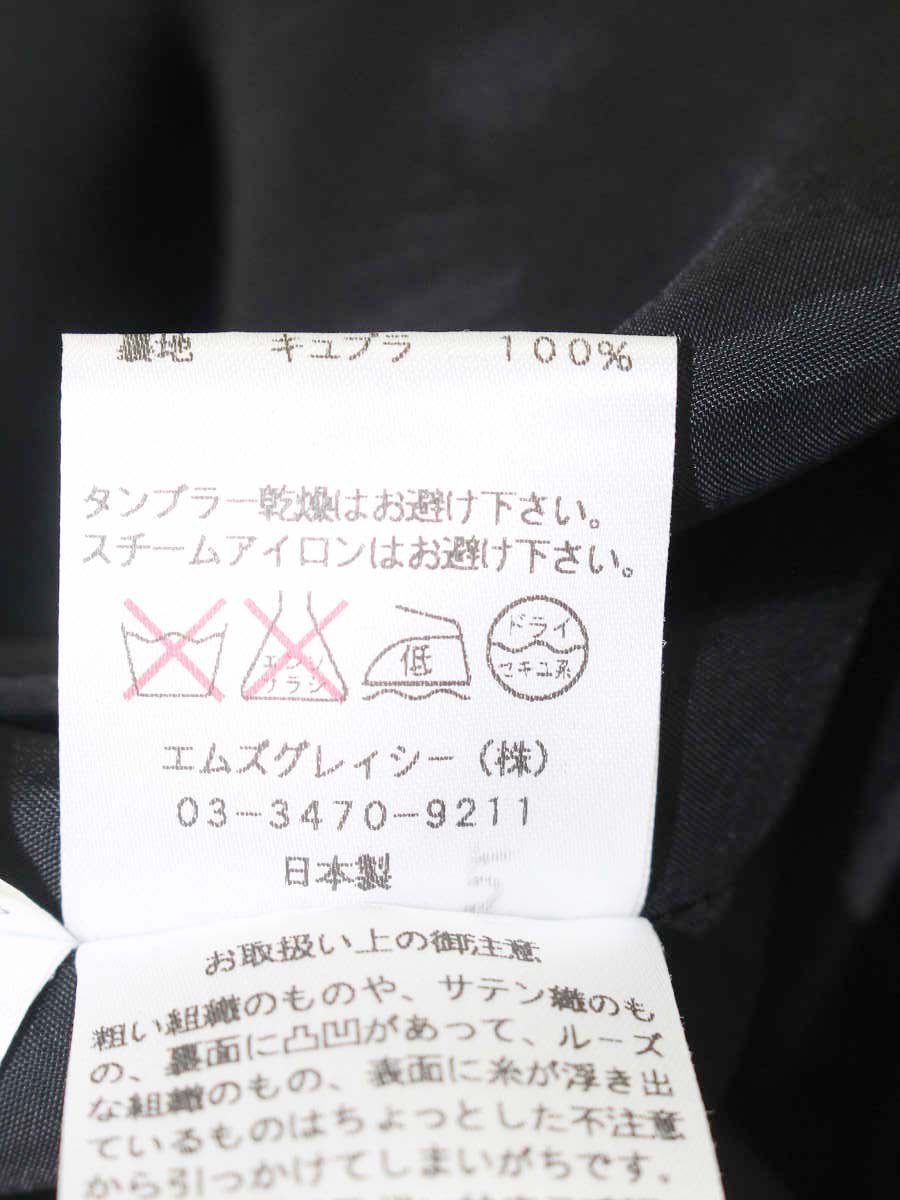 裏地 キュプラ 100%
タンブラー乾燥はお避け下さい。
スチームアイロンはお避け下さい。
エンソ
サラシ
低
ドライ
セキユ系
エムズグレイシー(株)
03-3470-9211
日本製
お取扱い上の御注意
粗い組織のものや、サテン織のも
の、裏面に凸凹があって、ルーズ
な組織のもの、表面に糸が浮き出
ているものはちょっとした不注意
から引っかけてしまいがちです。